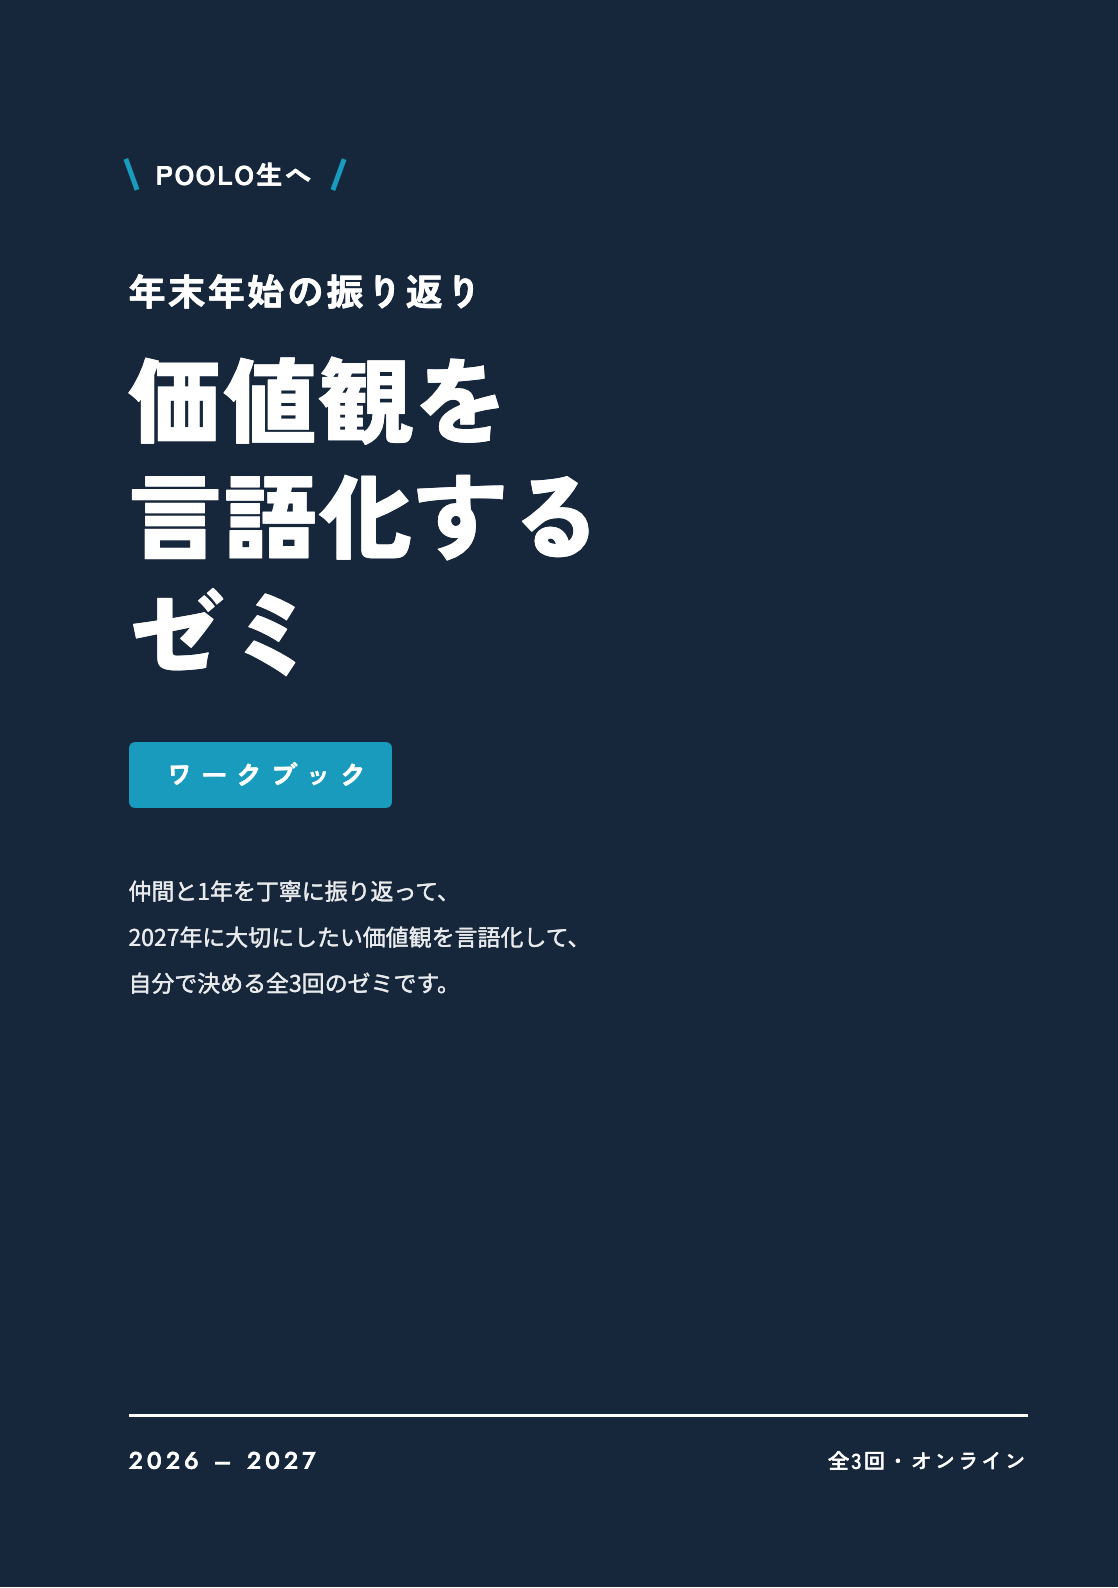 \ POOLO生へ /
年末年始の振り返り
価値観を
言語化する
ゼミ
ワークブック
仲間と1年を丁寧に振り返って、
2027年に大切にしたい価値観を言語化して、
自分で決める全3回のゼミです。
2026 – 2027
全3回・オンライン